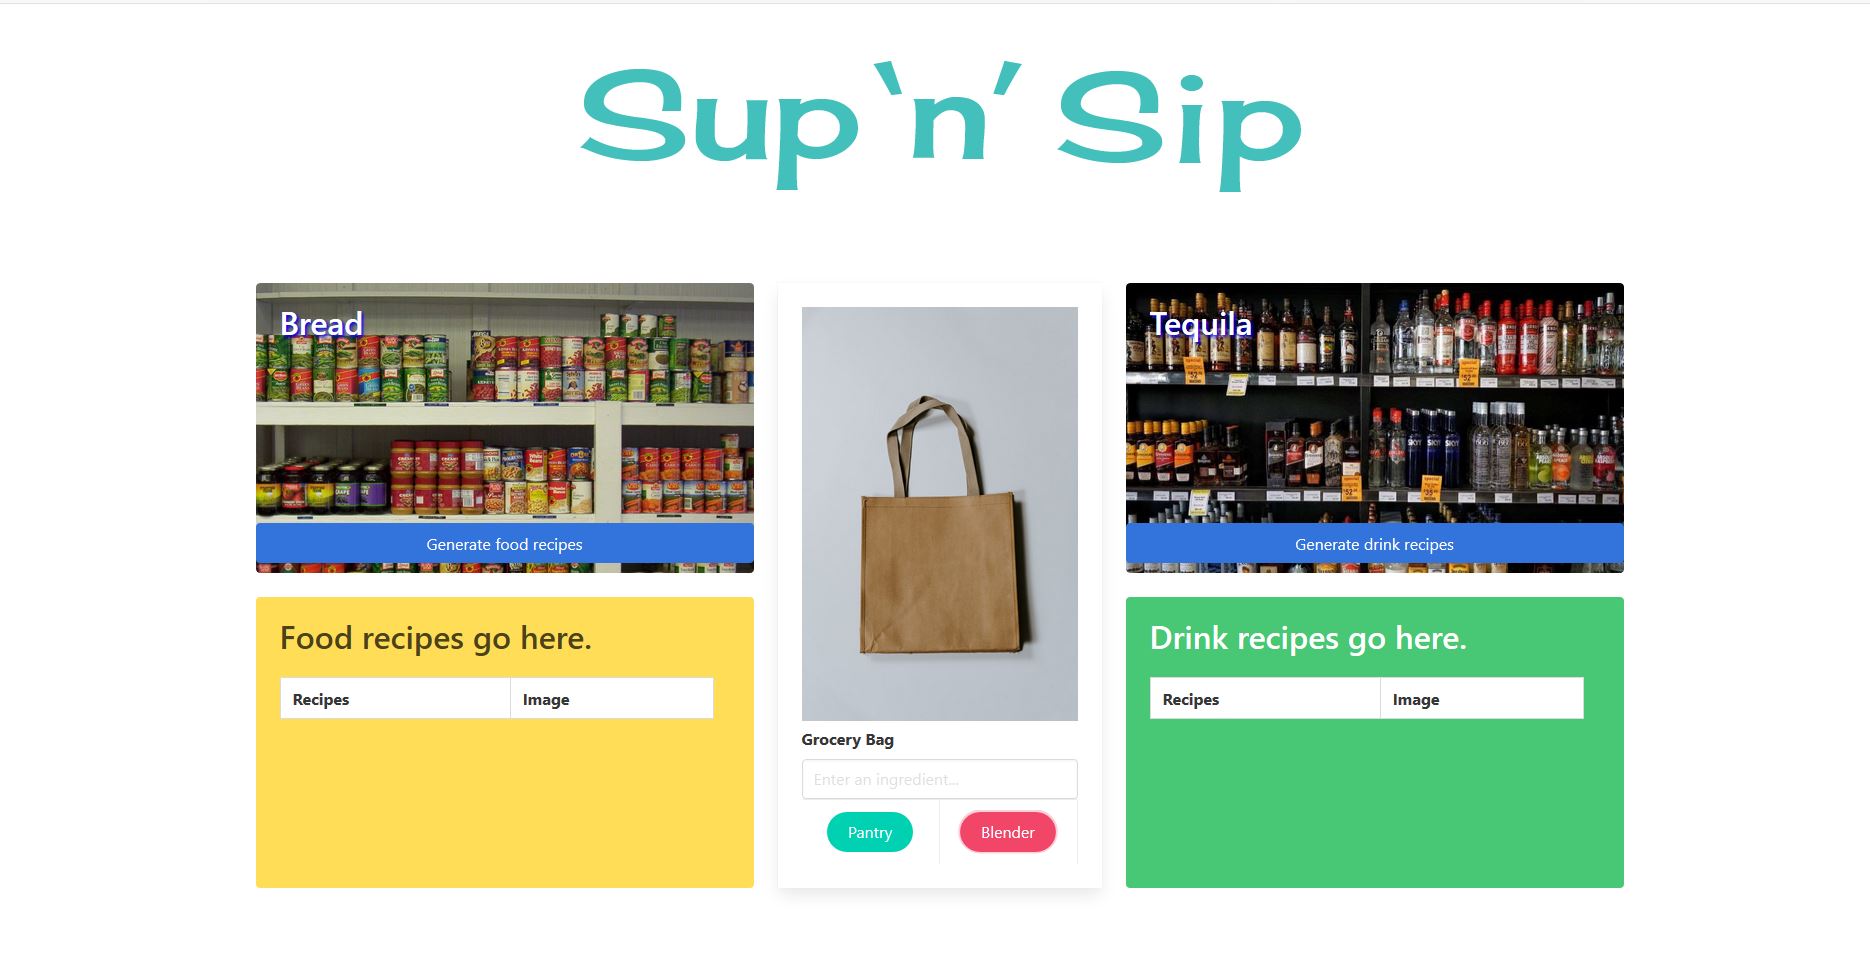 Sup 'n' Sip
Bread
Generate food recipes
Food recipes go here.
Recipes
Image
Grocery Bag
Enter an ingredient...
Pantry
Blender
Tequila
SKYY
Generate drink recipes
Drink recipes go here.
Recipes
Image